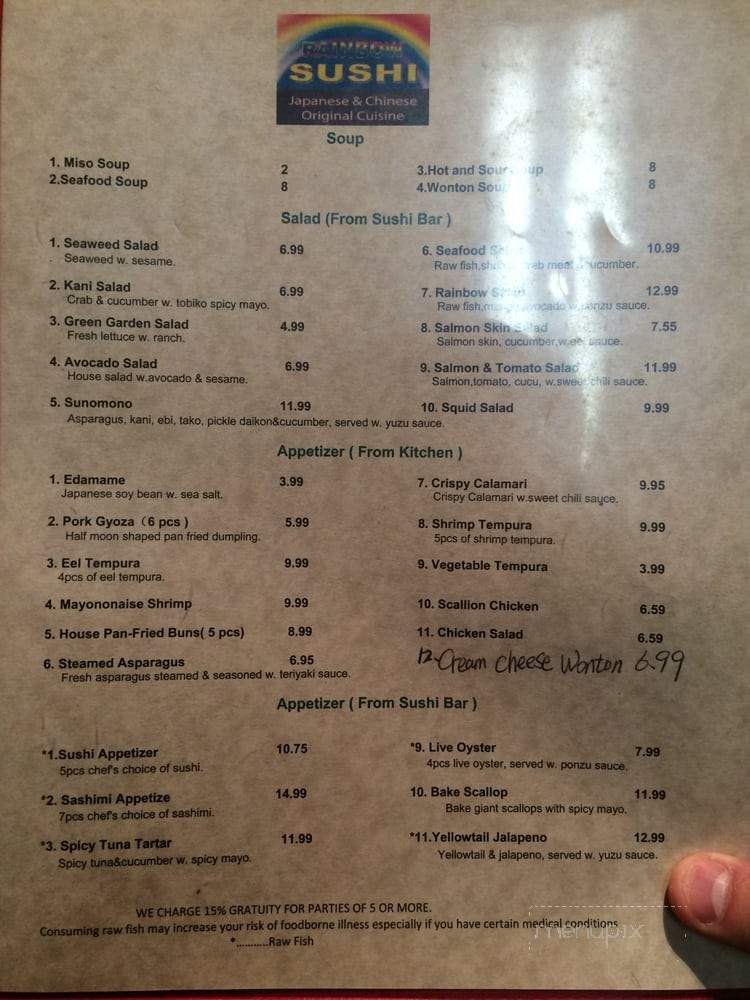 RAINBOW
SUSHI
Japanese & Chinese
Original Cuisine
Soup
1. Miso Soup 2
2.Seafood Soup 8
3.Hot and Sour Soup 8
4.Wonton Soup 8
Salad (From Sushi Bar )
1. Seaweed Salad 6.99
Seaweed w. sesame.
2. Kani Salad 6.99
Crab & cucumber w. tobiko spicy mayo.
3. Green Garden Salad 4.99
Fresh lettuce w. ranch.
4. Avocado Salad 6.99
House salad w.avocado & sesame.
5. Sunomono 11.99
Asparagus, kani, ebi, tako, pickle daikon&cucumber, served w. yuzu sauce.
6. Seafood 10.99
Raw fish, crab meat cucumber.
7. Rainbow Salad 12.99
Raw fish, avocado w.ponzu sauce.
8. Salmon Skin Salad 7.55
Salmon skin, cucumber,w.eel sauce.
9. Salmon & Tomato Salad 11.99
Salmon,tomato, cucu, w.sweet chili sauce.
10. Squid Salad 9.99
Appetizer ( From Kitchen )
1. Edamame 3.99
Japanese soy bean w. sea salt.
2. Pork Gyoza (6 pcs ) 5.99
Half moon shaped pan fried dumpling.
3. Eel Tempura 9.99
4pcs of eel tempura.
4. Mayononaise Shrimp 9.99
5. House Pan-Fried Buns( 5 pcs) 8.99
6. Steamed Asparagus 6.95
Fresh asparagus steamed & seasoned w. teriyaki sauce.
7. Crispy Calamari 9.95
Crispy Calamari w.sweet chili sauce.
8. Shrimp Tempura 9.99
5pcs of shrimp tempura.
9. Vegetable Tempura 3.99
10. Scallion Chicken 6.59
11. Chicken Salad 6.59
12. Cream Cheese Wonton 6.99
Appetizer ( From Sushi Bar )
*1.Sushi Appetizer 10.75
5pcs chef's choice of sushi.
*2. Sashimi Appetize 14.99
7pcs chef's choice of sashimi.
*3. Spicy Tuna Tartar 11.99
Spicy tuna&cucumber w. spicy mayo.
*9. Live Oyster 7.99
4pcs live oyster, served w. ponzu sauce.
10. Bake Scallop 11.99
Bake giant scallops with spicy mayo.
*11.Yellowtail Jalapeno 12.99
Yellowtail & jalapeno, served w. yuzu sauce.
WE CHARGE 15% GRATUITY FOR PARTIES OF 5 OR MORE.
Consuming raw fish may increase your risk of foodborne illness especially if you have certain medical conditions
*..........Raw Fish
menupix